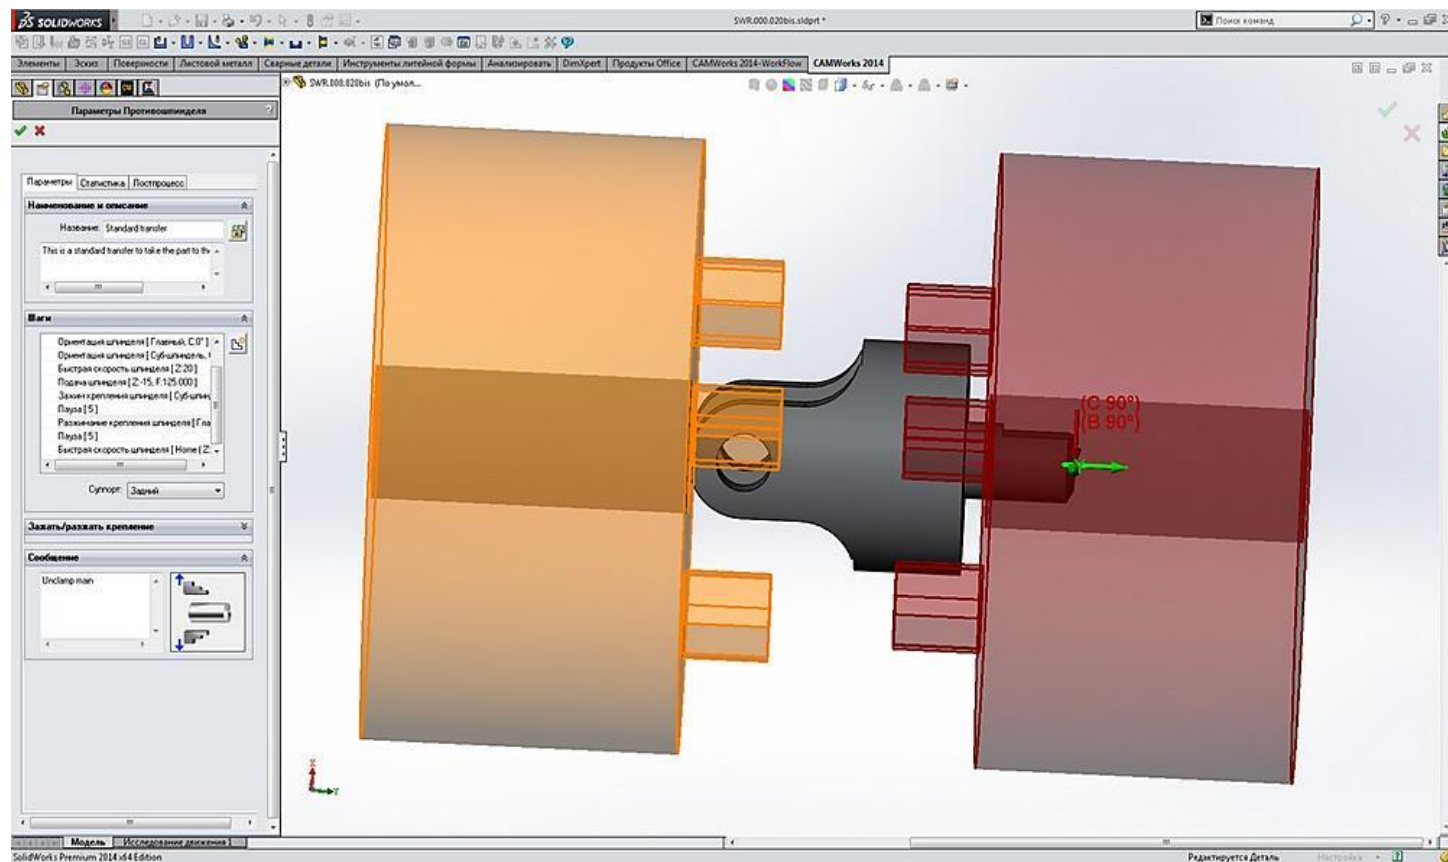 SOLIDWORKS
SWR.000.020bis.sldprt *
Поиск команд
Элементы Эскиз Поверхности Листовой металл Сварные детали Инструменты литейной формы Анализировать DimXpert Продукты Office CAMWorks 2014-WorkFlow CAMWorks 2014
SWR.000.020bis (По умол...
Параметры Противошпинделя ?
Параметры Статистика Постпроцесс
Наименование и описание
Название: Standard transfer
This is a standard transfer to take the part to th
Шаги
Ориентация шпинделя [ Главный, C:0° ]
Ориентация шпинделя [ Суб-шпиндель,
Быстрая скорость шпинделя [ Z:20 ]
Подача шпинделя [ Z:-15, F:125.000 ]
Зажим крепления шпинделя [ Суб-шпин
Пауза [ 5 ]
Разжимание крепления шпинделя [ Гла
Пауза [ 5 ]
Быстрая скорость шпинделя [ Home ( Z:
Суппорт: Задний
Зажать/разжать крепление
Сообщение
Unclamp main
(C 90°)
(B 90°)
Y
Модель Исследование движения 1
SolidWorks Premium 2014 x64 Edition
Редактируется Деталь Настройка